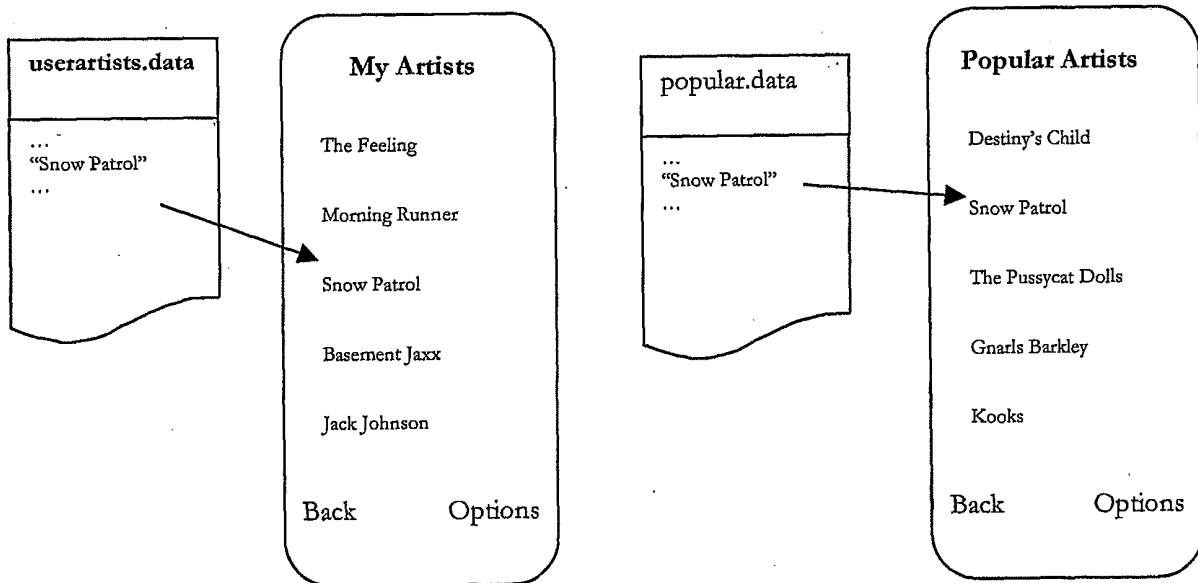 userartists.data
...
“Snow Patrol”
...
My Artists
The Feeling
Morning Runner
Snow Patrol
Basement Jaxx
Jack Johnson
Back Options
popular.data
...
“Snow Patrol”
...
Popular Artists
Destiny’s Child
Snow Patrol
The Pussycat Dolls
Gnarls Barkley
Kooks
Back Options